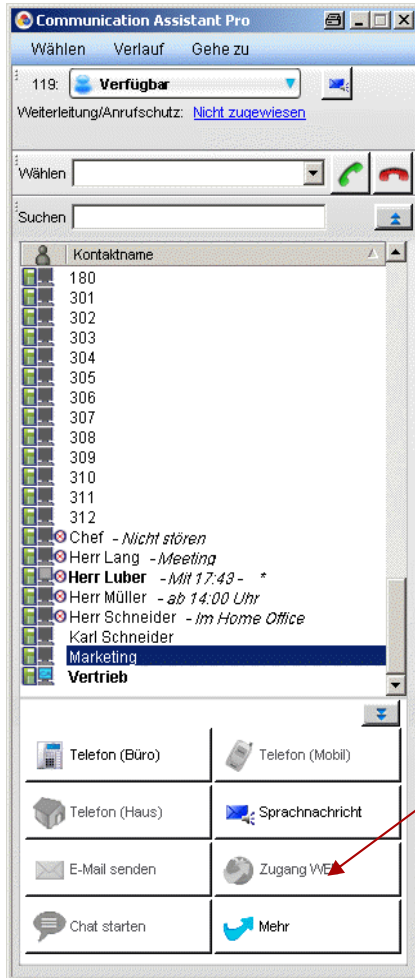 Communication Assistant Pro
Wählen Verlauf Gehe zu
119: Verfügbar
Weiterleitung/Anrufschutz: Nicht zugewiesen
Wählen
Suchen
Kontaktname
180
301
302
303
304
305
306
307
308
309
310
311
312
Chef - Nicht stören
Herr Lang - Meeting
Herr Luber - Mit 17:43 - *
Herr Müller - ab 14:00 Uhr
Herr Schneider - Im Home Office
Karl Schneider
Marketing
Vertrieb
Telefon (Büro) Telefon (Mobil)
Telefon (Haus) Sprachnachricht
E-Mail senden Zugang
Chat starten Mehr